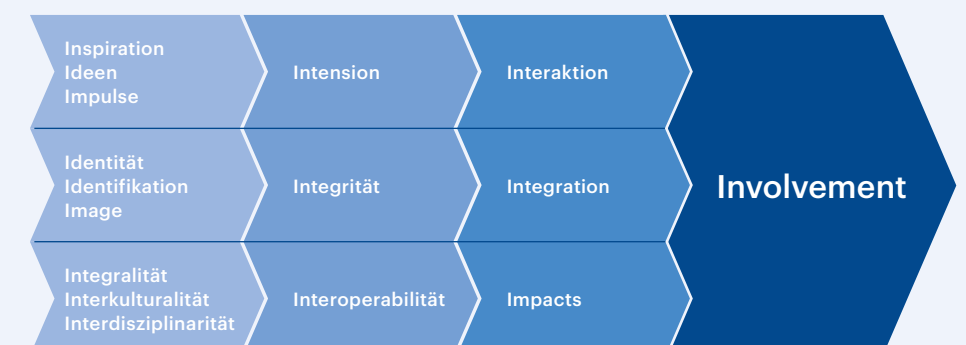 Inspiration
Ideen
Impulse
Intension
Interaktion
Identität
Identifikation
Image
Integrität
Integration
Involvement
Integralität
Interkulturalität
Interdisziplinarität
Interoperabilität
Impacts